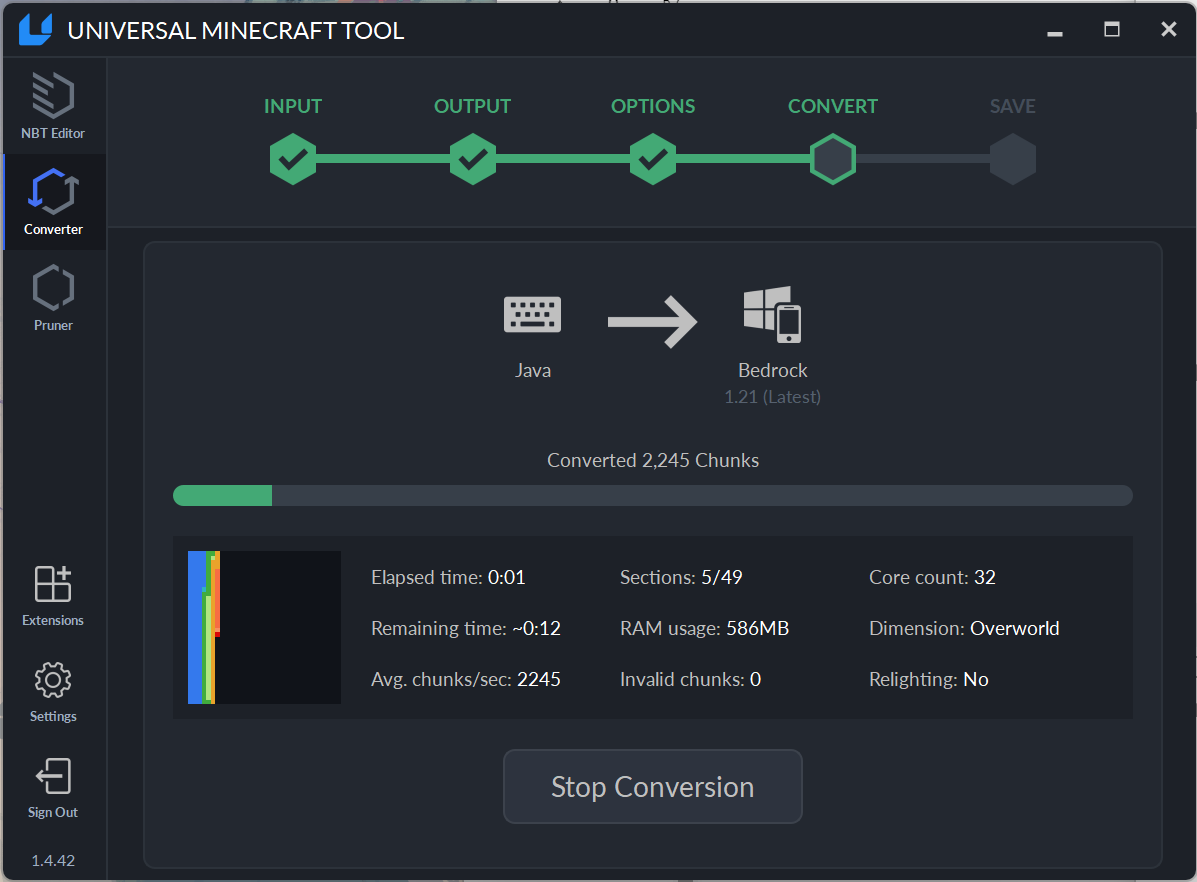 UNIVERSAL MINECRAFT TOOL
NBT Editor
Converter
Pruner
Extensions
Settings
Sign Out
1.4.42
INPUT OUTPUT OPTIONS CONVERT SAVE
Java
Bedrock
1.21 (Latest)
Converted 2,245 Chunks
Elapsed time: 0:01 Sections: 5/49 Core count: 32
Remaining time: ~0:12 RAM usage: 586MB Dimension: Overworld
Avg. chunks/sec: 2245 Invalid chunks: 0 Relighting: No
Stop Conversion